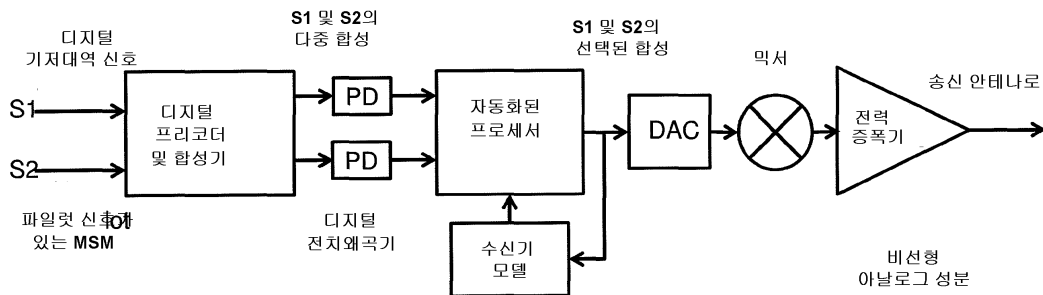 디지털
기저대역 신호
S1 및 S2의
다중 합성
S1 및 S2의
선택된 합성
믹서
송신 안테나로
S1
S2
디지털
프리코더
및 합성기
PD
PD
자동화된
프로세서
DAC
전력
증폭기
파일럿 신호가
있는 MSM
디지털
전치왜곡기
수신기
모델
비선형
아날로그 성분